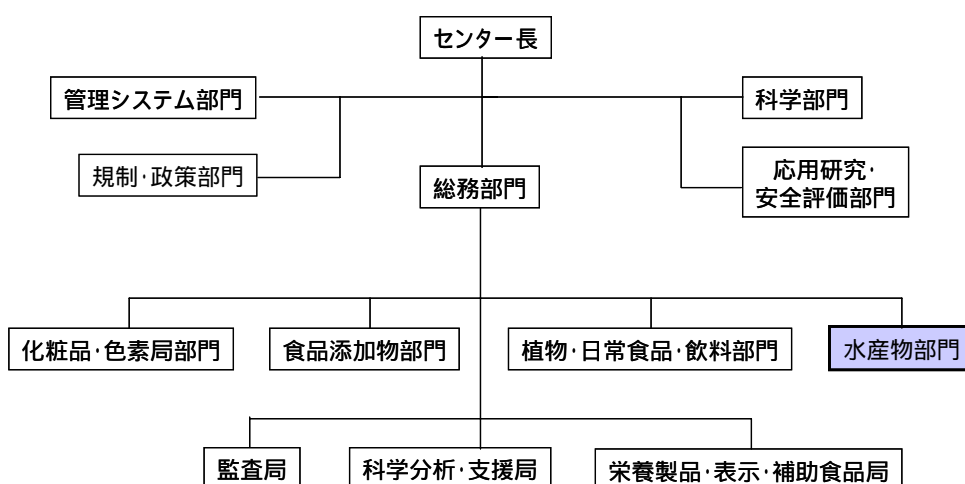 センター長
管理システム部門
科学部門
規制・政策部門
総務部門
応用研究・
安全評価部門
化粧品・色素局部門
食品添加物部門
植物・日常食品・飲料部門
水産物部門
監査局
科学分析・支援局
栄養製品・表示・補助食品局